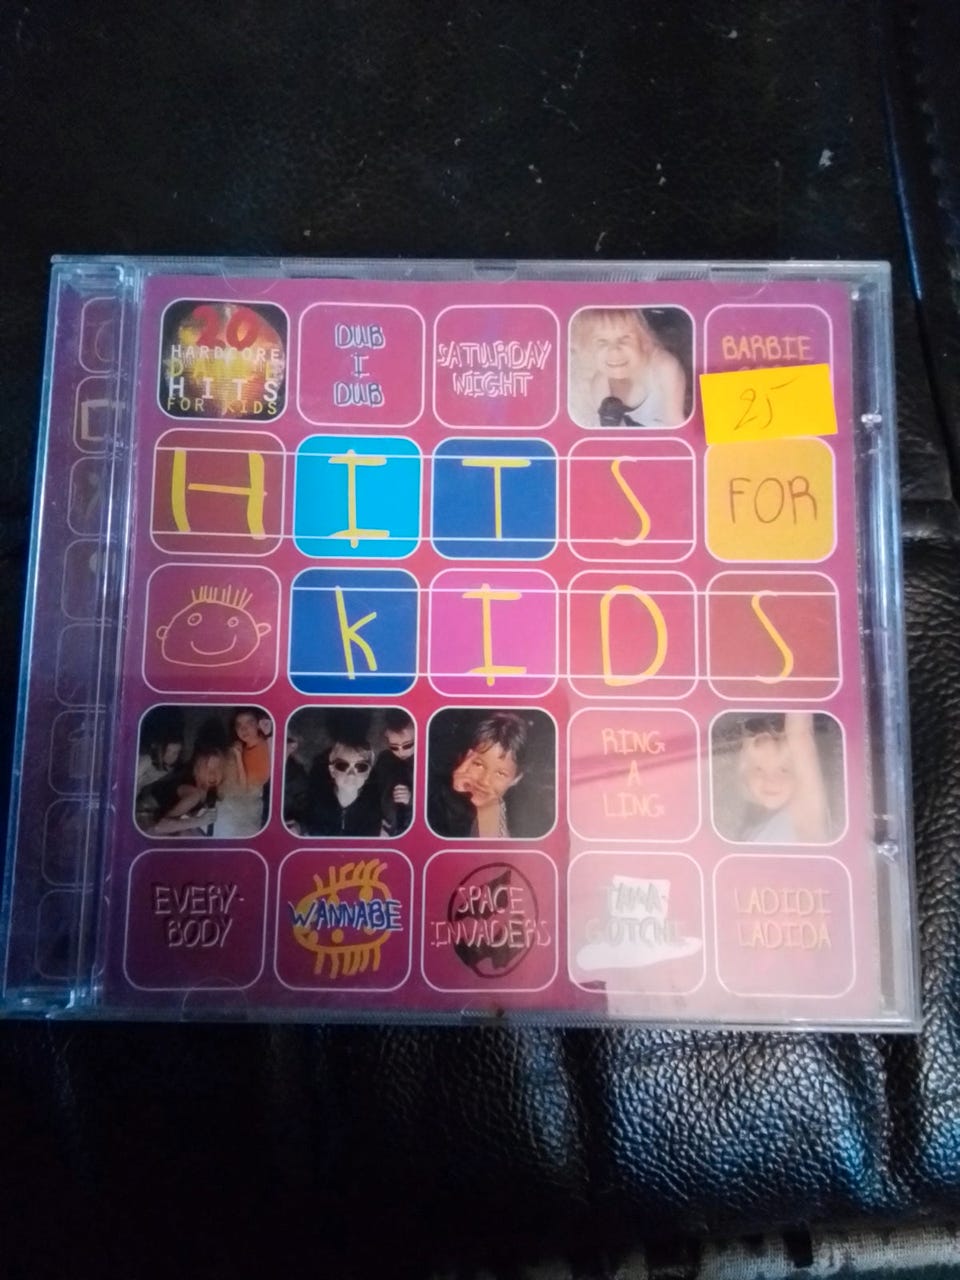 20
HARDCORE
DANCE
HITS
FOR KIDS
DUB
I
DUB
SATURDAY
NIGHT
BARBIE
25
HITS FOR
KIDS
RING
A
LING
EVERY-
BODY
WANNABE
SPACE
INVADERS
TAMA-
GOTCHI
LADIDI
LADIDA